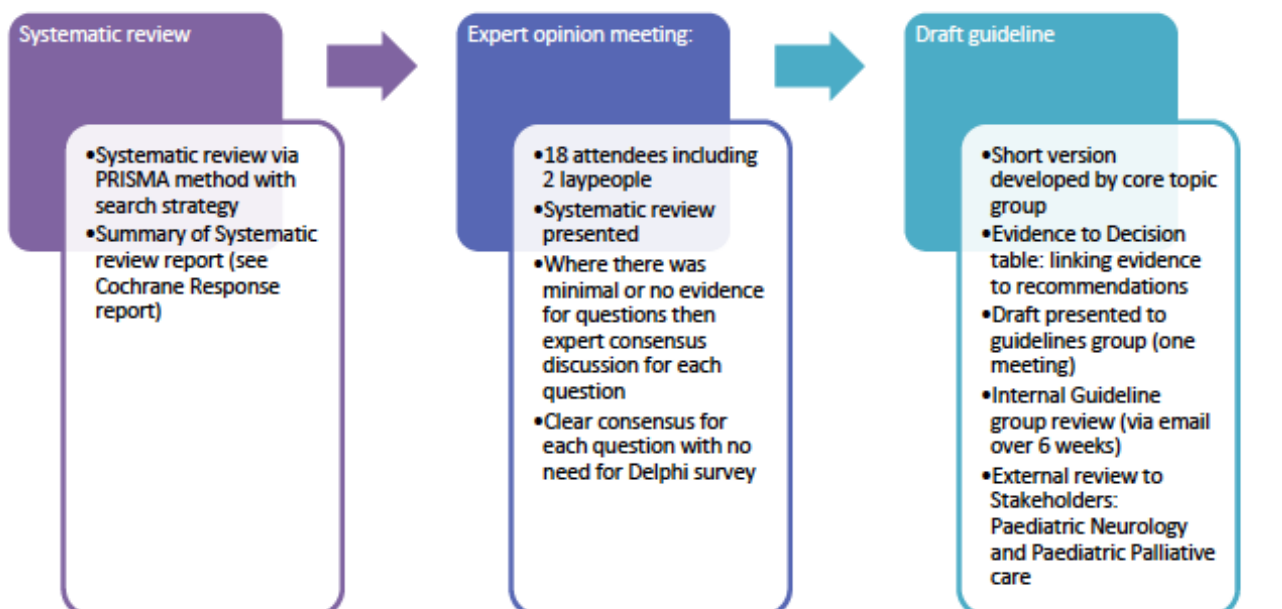 Systematic review
•Systematic review via
PRISMA method with
search strategy
•Summary of Systematic
review report (see
Cochrane Response
report)
Expert opinion meeting:
•18 attendees including
2 laypeople
•Systematic review
presented
•Where there was
minimal or no evidence
for questions then
expert consensus
discussion for each
question
•Clear consensus for
each question with no
need for Delphi survey
Draft guideline
•Short version
developed by core topic
group
•Evidence to Decision
table: linking evidence
to recommendations
•Draft presented to
guidelines group (one
meeting)
•Internal Guideline
group review (via email
over 6 weeks)
•External review to
Stakeholders:
Paediatric Neurology
and Paediatric Palliative
care